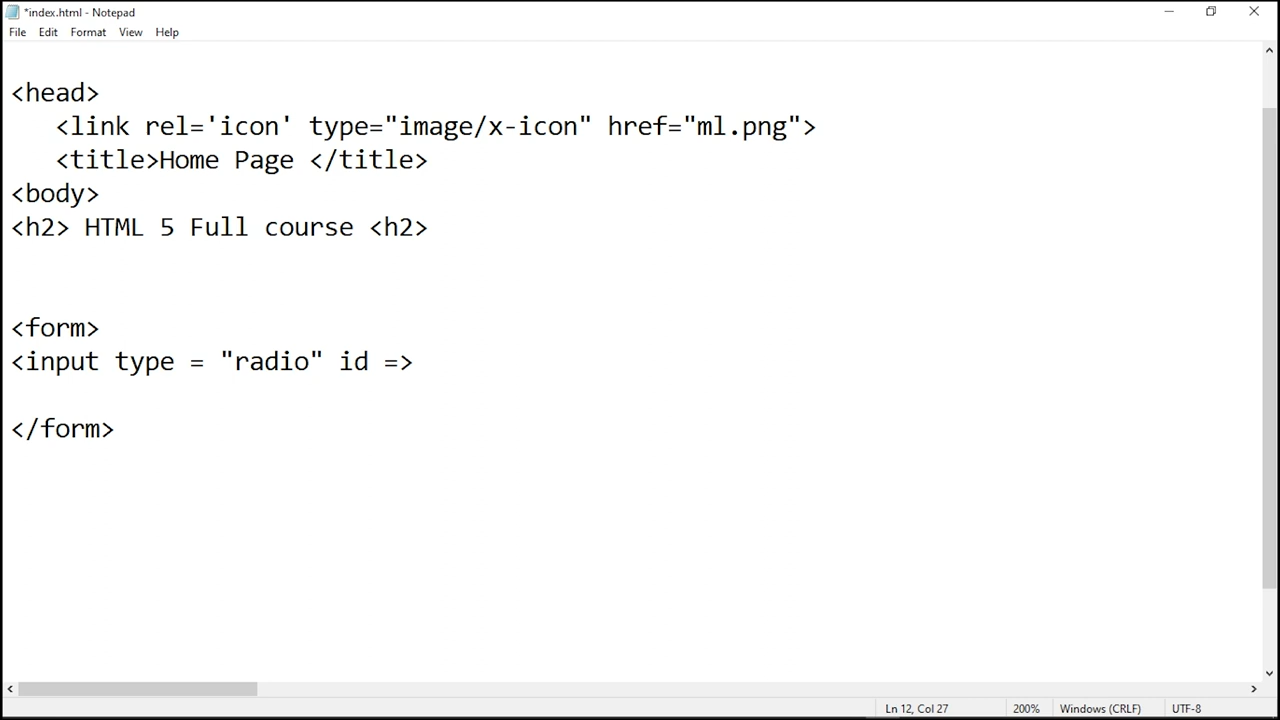 *index.html - Notepad
File Edit Format View Help
<head>
<link rel='icon' type="image/x-icon" href="ml.png">
<title>Home Page </title>
<body>
<h2> HTML 5 Full course <h2>
<form>
<input type = "radio" id =>
</form>
Ln 12, Col 27 200% Windows (CRLF) UTF-8